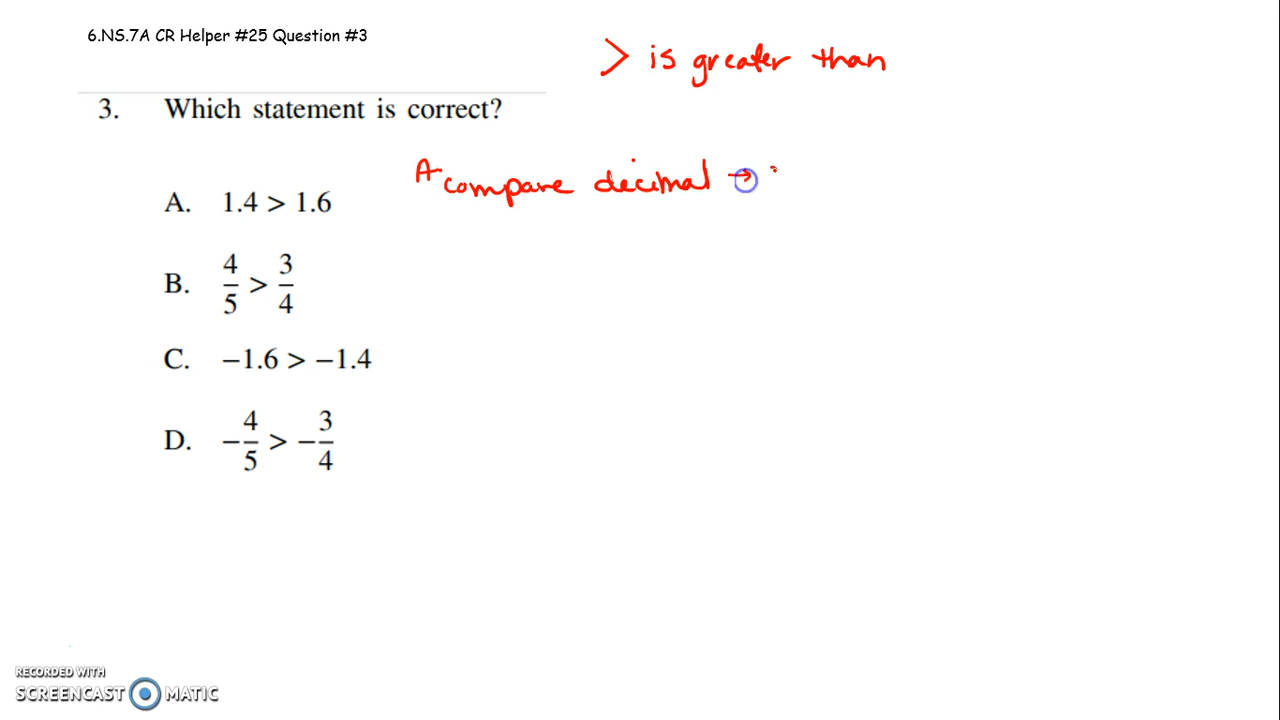 6.NS.7A CR Helper #25 Question #3
> is greater than
3. Which statement is correct?
A compare decimal →
A. 1.4 > 1.6
B. 4/5 > 3/4
C. −1.6 > −1.4
D. −4/5 > −3/4
RECORDED WITH
SCREENCAST MATIC